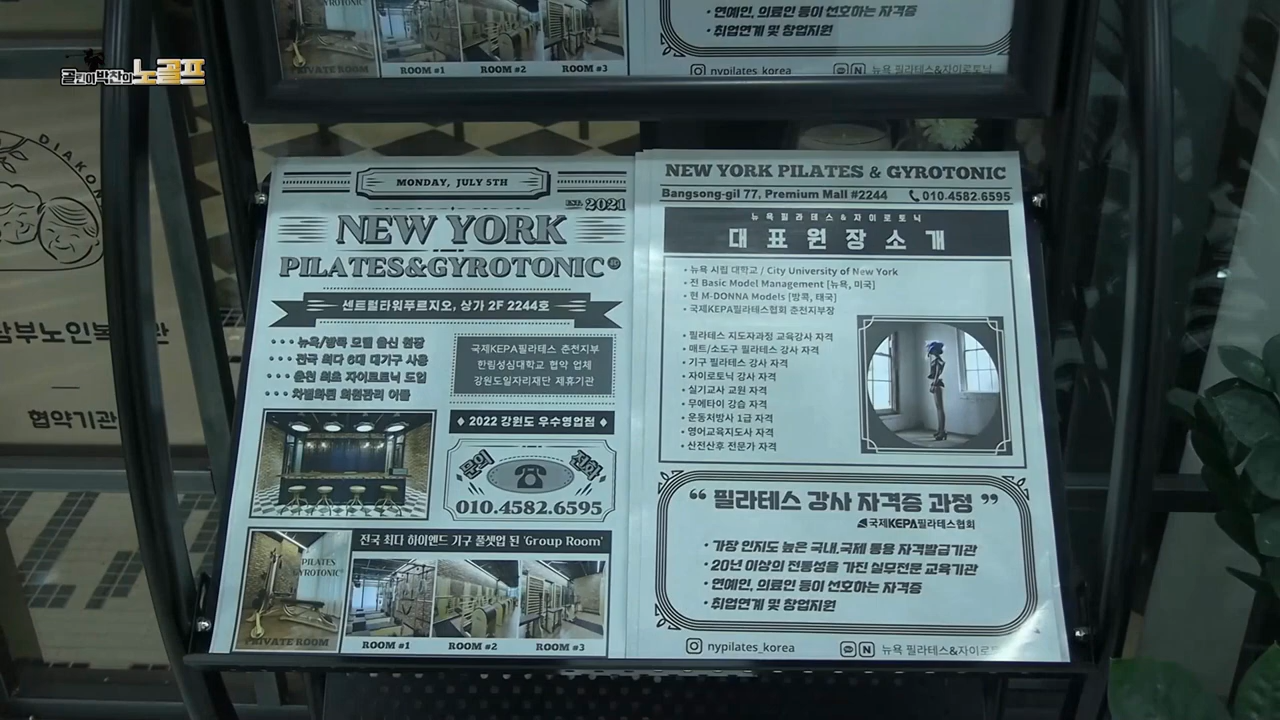 골프에박찬이노골프
PRIVATE ROOM
ROOM #1
ROOM #2
ROOM #3
• 연예인, 의료인 등이 선호하는 자격증
• 취업연계 및 창업지원
nypilates_korea
뉴욕 필라테스&자이로토닉
DIAKON
협약기관
MONDAY, JULY 5TH
EST. 2021
NEW YORK
PILATES&GYROTONIC®
센트럴타워푸르지오, 상가 2F 2244호
• • • 뉴욕/방콕 모델 출신 원장
• • • 전국 최다 6대 대기구 사용
• • • 춘천 최초 자이로토닉 도입
• • • 차별화된 회원관리 어플
국제KEPA필라테스 춘천지부
한림성심대학교 협약 업체
강원도일자리재단 제휴기관
♦ 2022 강원도 우수영업점 ♦
문의 전화
010.4582.6595
전국 최다 하이엔드 기구 풀셋업 된 'Group Room'
PILATES
GYROTONIC
PRIVATE ROOM
ROOM #1
ROOM #2
ROOM #3
NEW YORK PILATES & GYROTONIC
Bangsong-gil 77, Premium Mall #2244
010.4582.6595
뉴욕필라테스&자이로토닉
대표원장소개
• 뉴욕 시립 대학교 / City University of New York
• 전 Basic Model Management [뉴욕, 미국]
• 현 M-DONNA Models [방콕, 태국]
• 국제KEPA필라테스협회 춘천지부장
• 필라테스 지도자과정 교육강사 자격
• 매트/소도구 필라테스 강사 자격
• 기구 필라테스 강사 자격
• 자이로토닉 강사 자격
• 실기교사 교원 자격
• 무에타이 강습 자격
• 운동처방사 1급 자격
• 영어교육지도사 자격
• 산전산후 전문가 자격
“ 필라테스 강사 자격증 과정 ”
국제KEPA필라테스협회
• 가장 인지도 높은 국내.국제 통용 자격발급기관
• 20년 이상의 전통성을 가진 실무전문 교육기관
• 연예인, 의료인 등이 선호하는 자격증
• 취업연계 및 창업지원
nypilates_korea
N
뉴욕 필라테스&자이로